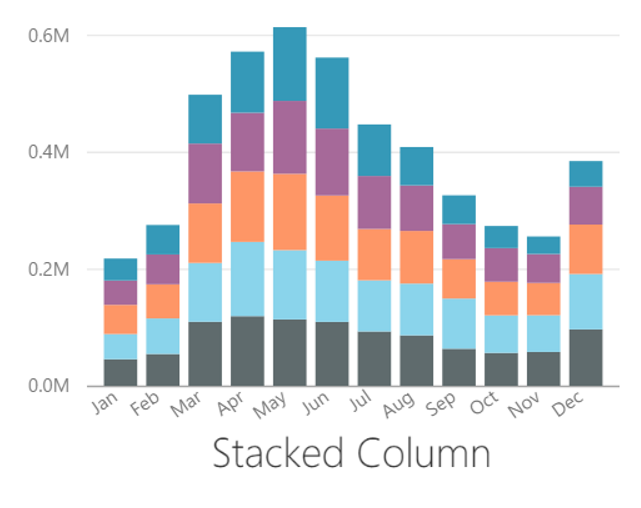 0.6M
0.4M
0.2M
0.0M
Jan Feb Mar Apr May Jun Jul Aug Sep Oct Nov Dec
Stacked Column